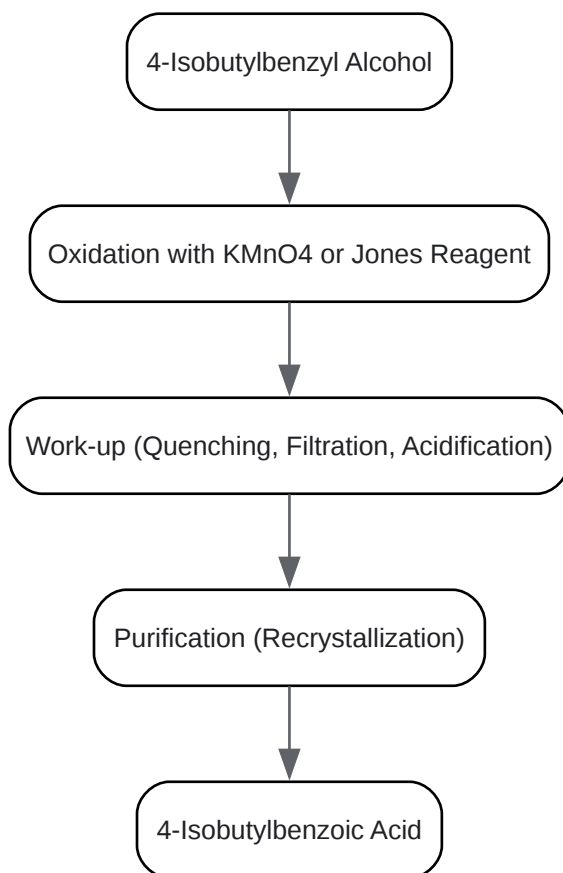 4-Isobutylbenzyl Alcohol
Oxidation with KMnO4 or Jones Reagent
Work-up (Quenching, Filtration, Acidification)
Purification (Recrystallization)
4-Isobutylbenzoic Acid